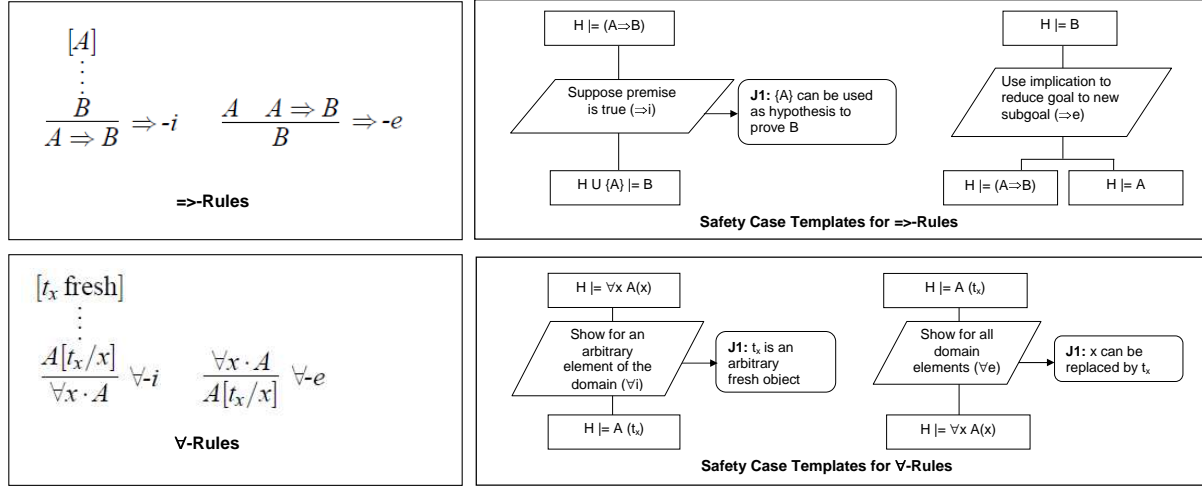 [A]
⋮
B
A ⇒ B
⇒-i
A A ⇒ B
B
⇒-e
=>-Rules
H |= (A⇒B)
Suppose premise
is true (⇒i)
J1: {A} can be used
as hypothesis to
prove B
H U {A} |= B
H |= B
Use implication to
reduce goal to new
subgoal (⇒e)
H |= (A⇒B)
H |= A
Safety Case Templates for =>-Rules
[tₓ fresh]
⋮
A[tₓ/x]
∀x · A
∀-i
∀x · A
A[tₓ/x]
∀-e
∀-Rules
H |= ∀x A(x)
Show for an
arbitrary
element of the
domain (∀i)
J1: tₓ is an
arbitrary
fresh object
H |= A (tₓ)
H |= A (tₓ)
Show for all
domain
elements (∀e)
J1: x can be
replaced by tₓ
H |= ∀x A(x)
Safety Case Templates for ∀-Rules